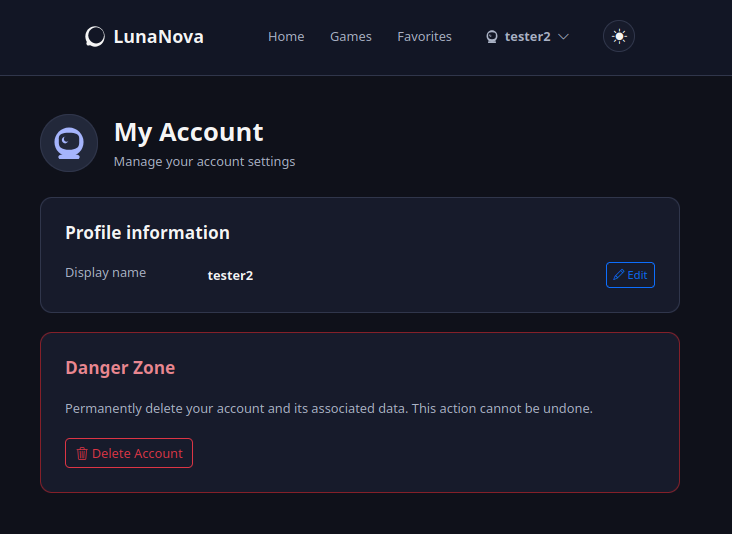 LunaNova Home Games Favorites tester2
My Account
Manage your account settings
Profile information
Display name tester2 Edit
Danger Zone
Permanently delete your account and its associated data. This action cannot be undone.
Delete Account